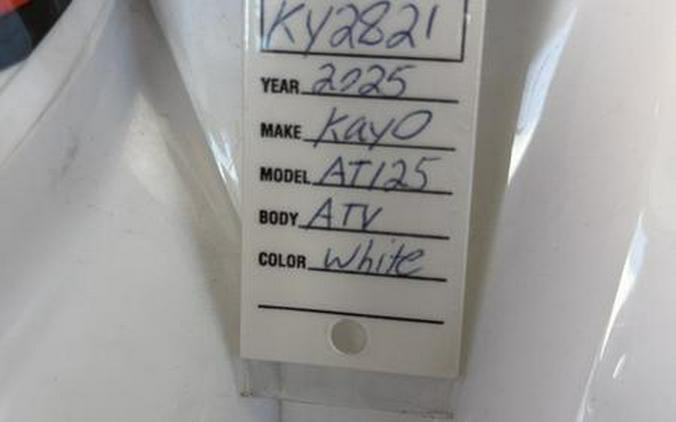 KY2821
YEAR 2025
MAKE KayO
MODEL AT125
BODY ATV
COLOR White